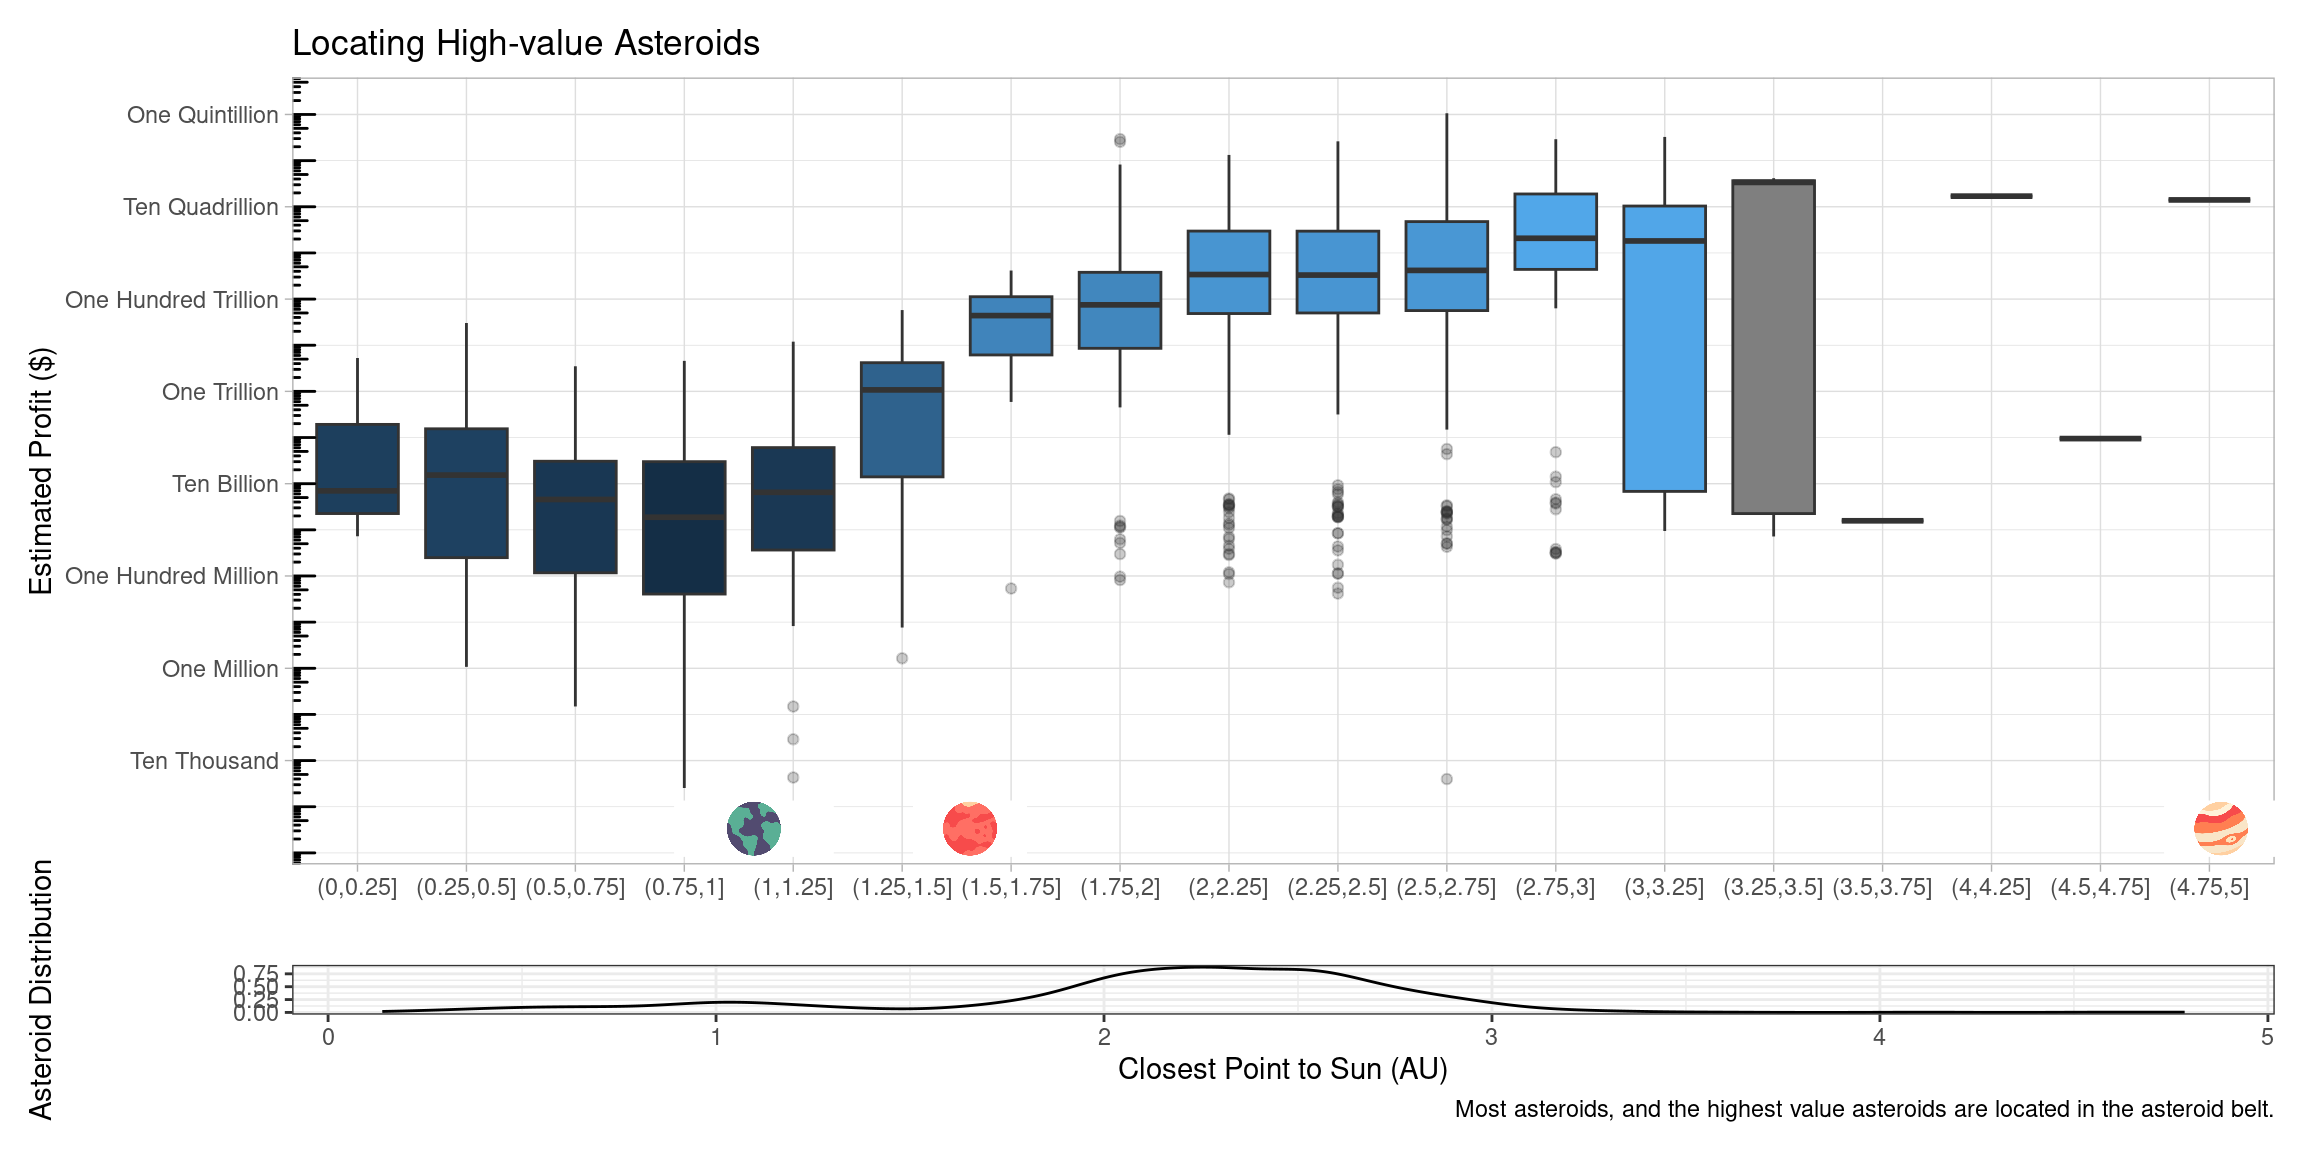 Locating High-value Asteroids
Estimated Profit ($)
One Quintillion
Ten Quadrillion
One Hundred Trillion
One Trillion
Ten Billion
One Hundred Million
One Million
Ten Thousand
(0,0.25] (0.25,0.5] (0.5,0.75] (0.75,1] (1,1.25] (1.25,1.5] (1.5,1.75] (1.75,2] (2,2.25] (2.25,2.5] (2.5,2.75] (2.75,3] (3,3.25] (3.25,3.5] (3.5,3.75] (4,4.25] (4.5,4.75] (4.75,5]
Asteroid Distribution
0.75
0.50
0.25
0.00
0 1 2 3 4 5
Closest Point to Sun (AU)
Most asteroids, and the highest value asteroids are located in the asteroid belt.